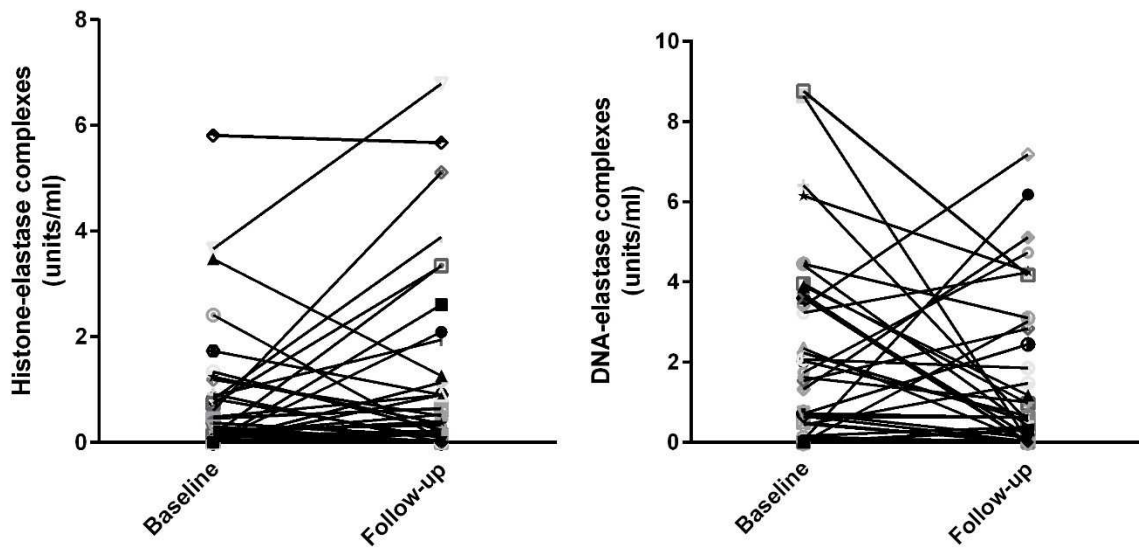 Histone-elastase complexes
(units/ml)
8
6
4
2
0
Baseline
Follow-up
DNA-elastase complexes
(units/ml)
10
8
6
4
2
0
Baseline
Follow-up